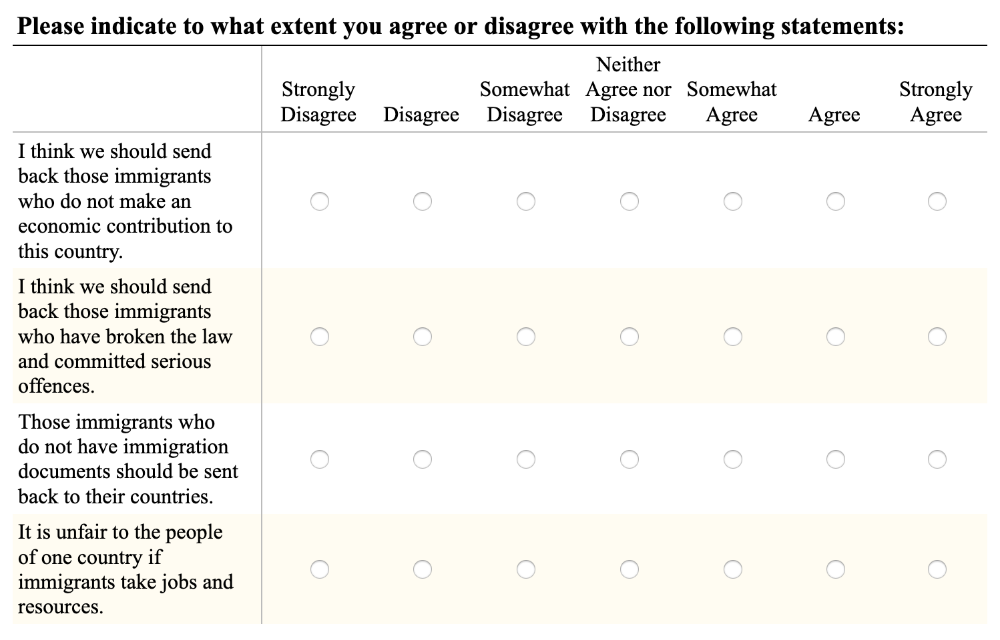 Please indicate to what extent you agree or disagree with the following statements:
Strongly Disagree
Disagree
Somewhat Disagree
Neither Agree nor Disagree
Somewhat Agree
Agree
Strongly Agree
I think we should send
back those immigrants
who do not make an
economic contribution to
this country.
I think we should send
back those immigrants
who have broken the law
and committed serious
offences.
Those immigrants who
do not have immigration
documents should be sent
back to their countries.
It is unfair to the people
of one country if
immigrants take jobs and
resources.